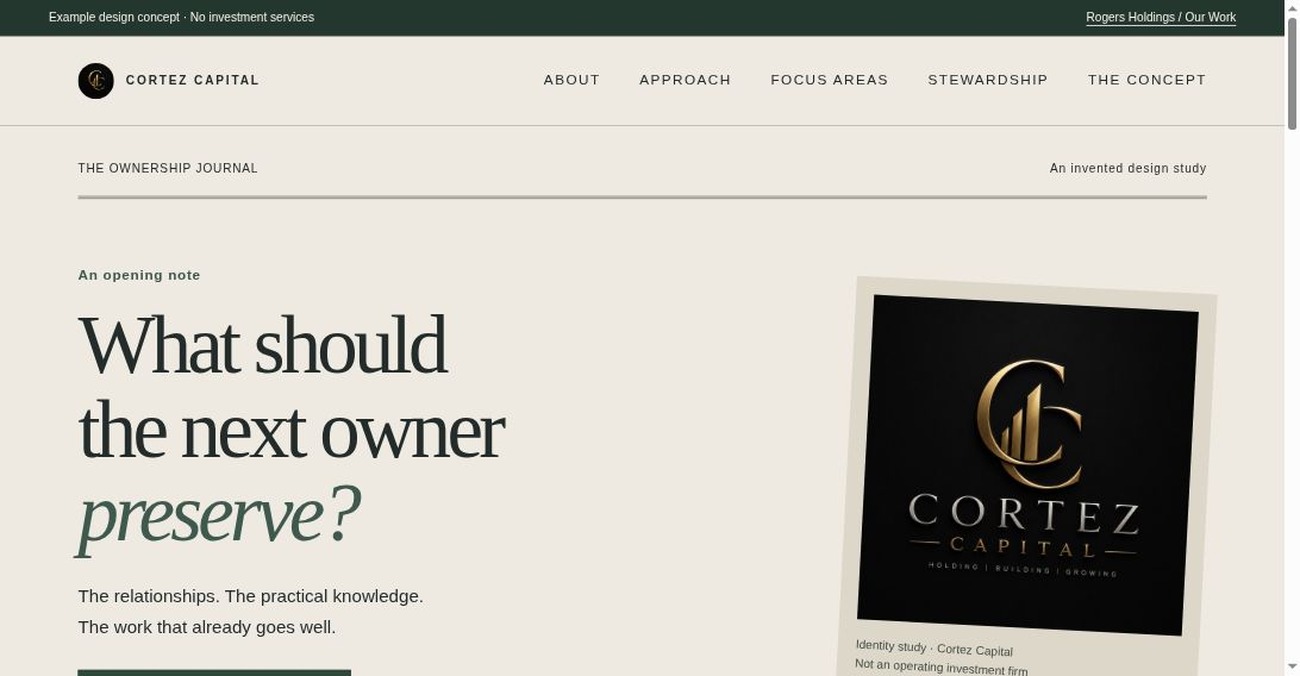 Example design concept · No investment services
Rogers Holdings / Our Work
CORTEZ CAPITAL
ABOUT
APPROACH
FOCUS AREAS
STEWARDSHIP
THE CONCEPT
THE OWNERSHIP JOURNAL
An invented design study
An opening note
What should
the next owner
preserve?
The relationships. The practical knowledge.
The work that already goes well.
CORTEZ
CAPITAL
HOLDING | BUILDING | GROWING
Identity study · Cortez Capital
Not an operating investment firm